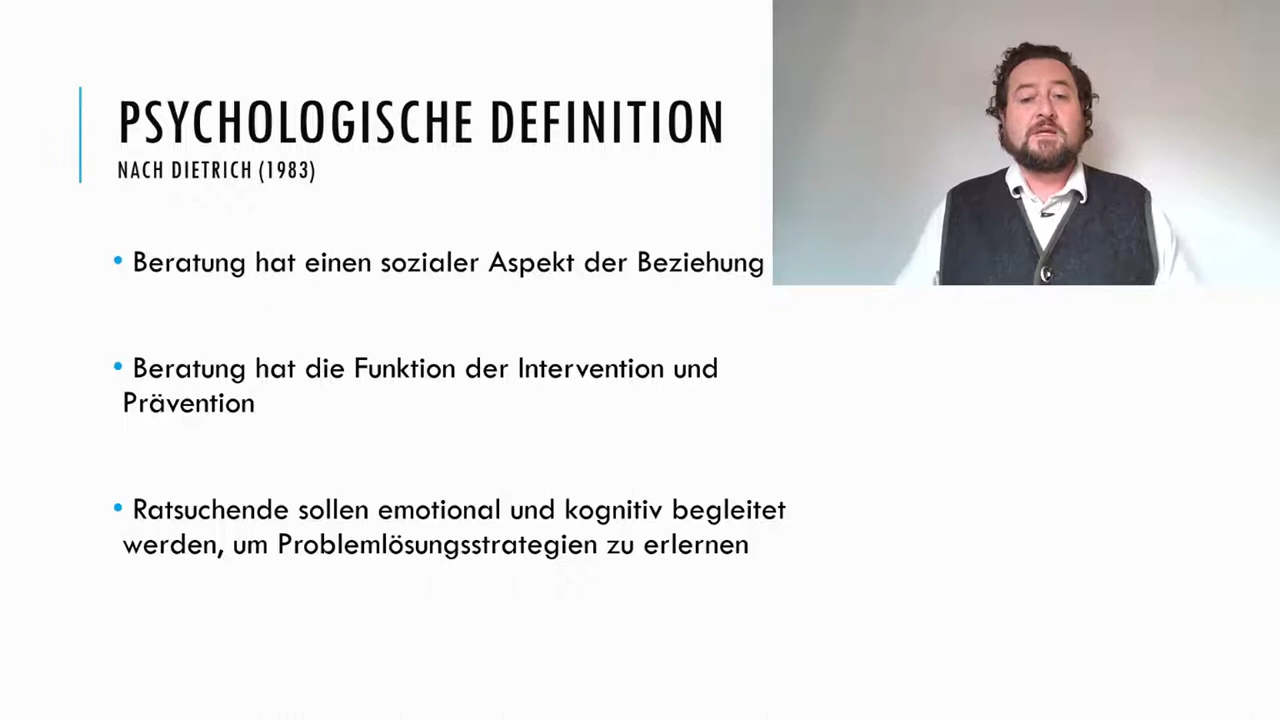 PSYCHOLOGISCHE DEFINITION
NACH DIETRICH (1983)
• Beratung hat einen sozialer Aspekt der Beziehung
• Beratung hat die Funktion der Intervention und
Prävention
• Ratsuchende sollen emotional und kognitiv begleitet
werden, um Problemlösungsstrategien zu erlernen